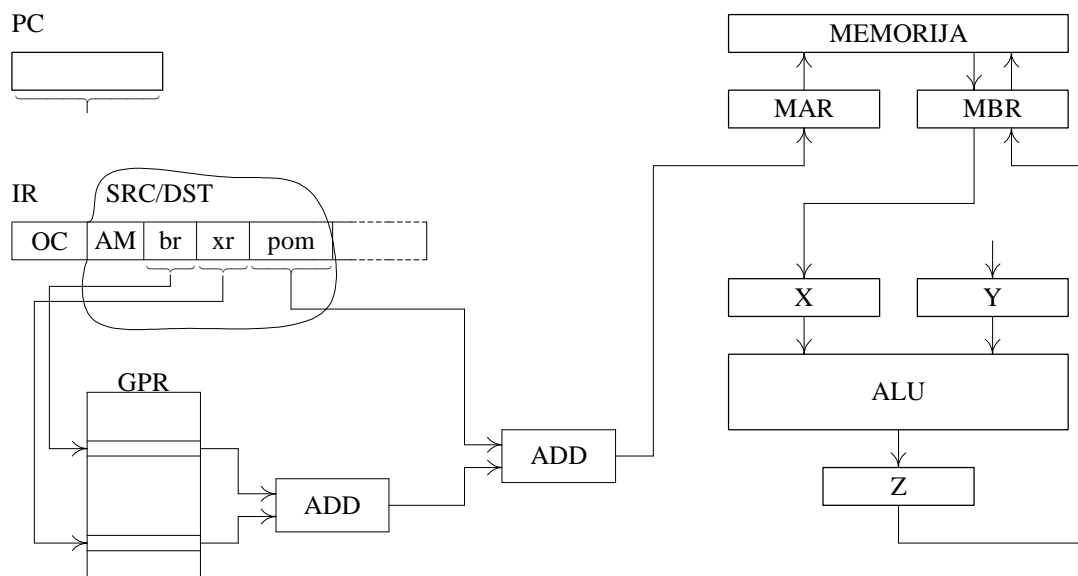 PC
MEMORIJA
MAR MBR
IR SRC/DST
OC AM br xr pom
X Y
GPR
ALU
ADD
ADD
Z